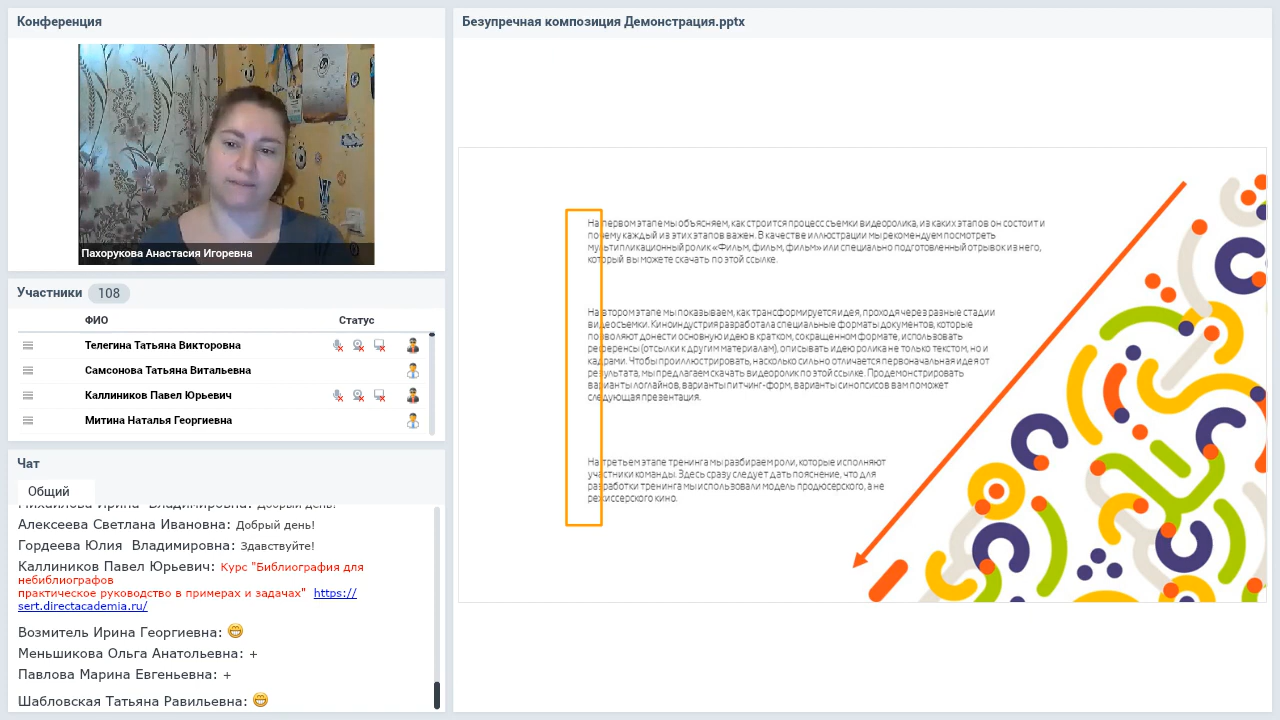 Конференция
Пахорукова Анастасия Игоревна
Участники 108
ФИО Статус
Телегина Татьяна Викторовна
Самсонова Татьяна Витальевна
Каллиников Павел Юрьевич
Митина Наталья Георгиевна
Чат
Общий
Михайлова Ирина Владимировна: Добрый день!
Алексеева Светлана Ивановна: Добрый день!
Гордеева Юлия Владимировна: Здавствуйте!
Каллиников Павел Юрьевич: Курс "Библиография для
небиблиографов
практическое руководство в примерах и задачах" https://
sert.directacademia.ru/
Возмитель Ирина Георгиевна:
Меньшикова Ольга Анатольевна: +
Павлова Марина Евгеньевна: +
Шабловская Татьяна Равильевна:
Безупречная композиция Демонстрация.pptx
На первом этапе мы объясняем, как строится процесс съемки видеоролика, из каких этапов он состоит и
почему каждый из этих этапов важен. В качестве иллюстрации мы рекомендуем посмотреть
мультипликационный ролик «Фильм, фильм, фильм» или специально подготовленный отрывок из него,
который вы можете скачать по этой ссылке.
На втором этапе мы показываем, как трансформируется идея, проходя через разные стадии
видеосъемки. Киноиндустрия разработала специальные форматы документов, которые
позволяют донести основную идею в кратком, сокращенном формате, использовать
референсы (отсылки к другим материалам), описывать идею ролика не только текстом, но и
кадрами. Чтобы проиллюстрировать, насколько сильно отличается первоначальная идея от
результата, мы предлагаем скачать видеоролик по этой ссылке. Продемонстрировать
варианты логлайнов, варианты питчинг-форм, варианты синопсисов вам поможет
следующая презентация.
На третьем этапе тренинга мы разбираем роли, которые исполняют
участники команды. Здесь сразу следует дать пояснение, что для
разработки тренинга мы использовали модель продюсерского, а не
режиссерского кино.